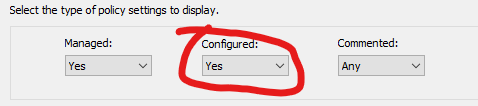 Select the type of policy settings to display.
Managed: Configured: Commented:
Yes Yes Any